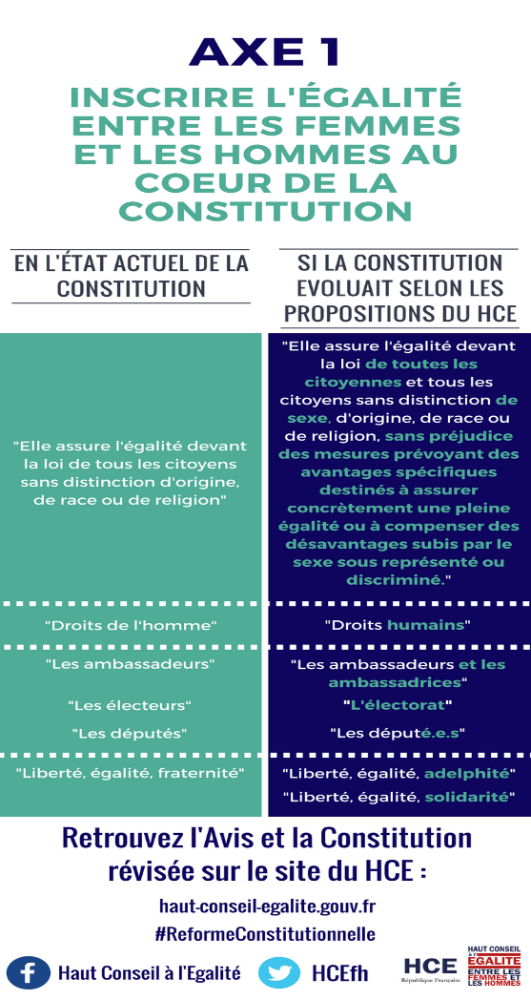 AXE 1
INSCRIRE L'ÉGALITÉ
ENTRE LES FEMMES
ET LES HOMMES AU
COEUR DE LA
CONSTITUTION
EN L'ÉTAT ACTUEL DE LA
CONSTITUTION
SI LA CONSTITUTION
EVOLUAIT SELON LES
PROPOSITIONS DU HCE
"Elle assure l'égalité devant
la loi de tous les citoyens
sans distinction d'origine,
de race ou de religion"
"Elle assure l'égalité devant
la loi de toutes les
citoyennes et tous les
citoyens sans distinction de
sexe, d'origine, de race ou
de religion, sans préjudice
des mesures prévoyant des
avantages spécifiques
destinés à assurer
concrètement une pleine
égalité ou à compenser des
désavantages subis par le
sexe sous représenté ou
discriminé."
"Droits de l'homme"
"Droits humains"
"Les ambassadeurs"
"Les ambassadeurs et les
ambassadrices"
"Les électeurs"
"L'électorat"
"Les députés"
"Les député.e.s"
"Liberté, égalité, fraternité"
"Liberté, égalité, adelphité"
"Liberté, égalité, solidarité"
Retrouvez l'Avis et la Constitution
révisée sur le site du HCE :
haut-conseil-egalite.gouv.fr
#ReformeConstitutionnelle
f Haut Conseil à l'Egalité
HCEfh
HCE
République Française
HAUT CONSEIL
à l'EGALITE
ENTRE LES
FEMMES ET
LES HOMMES